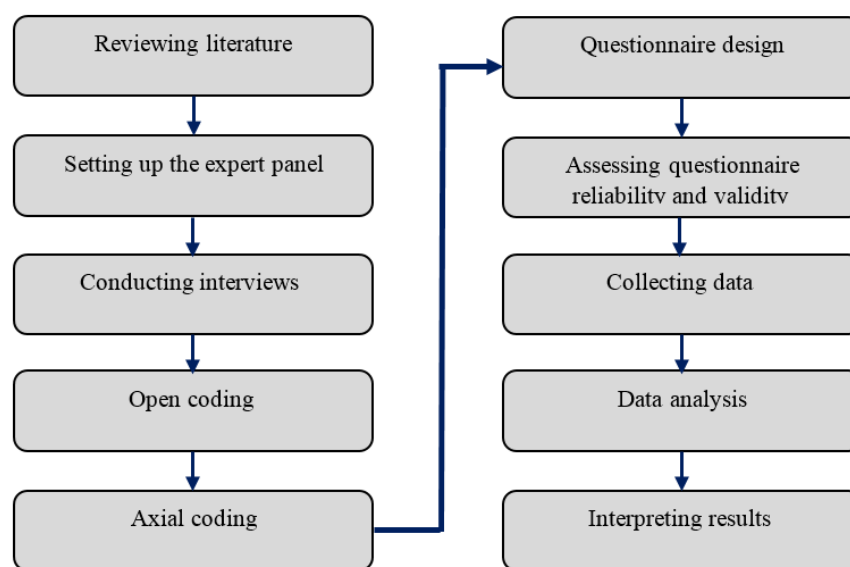 Reviewing literature
Setting up the expert panel
Conducting interviews
Open coding
Axial coding
Questionnaire design
Assessing questionnaire
reliability and validity
Collecting data
Data analysis
Interpreting results